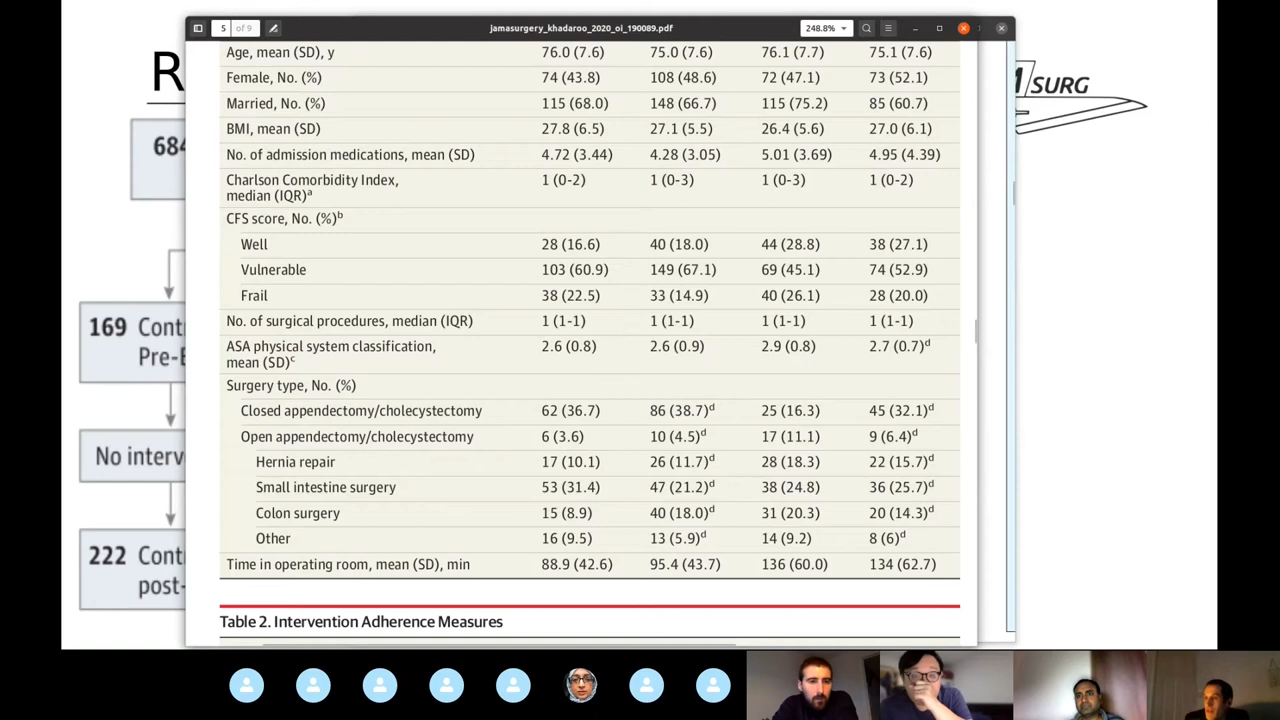 5 of 9 jamasurgery_khadaroo_2020_oi_190089.pdf 248.8%
R
SURG
684
169 Cont
Pre-E
No interv
222 Cont
post-
Age, mean (SD), y 76.0 (7.6) 75.0 (7.6) 76.1 (7.7) 75.1 (7.6)
Female, No. (%) 74 (43.8) 108 (48.6) 72 (47.1) 73 (52.1)
Married, No. (%) 115 (68.0) 148 (66.7) 115 (75.2) 85 (60.7)
BMI, mean (SD) 27.8 (6.5) 27.1 (5.5) 26.4 (5.6) 27.0 (6.1)
No. of admission medications, mean (SD) 4.72 (3.44) 4.28 (3.05) 5.01 (3.69) 4.95 (4.39)
Charlson Comorbidity Index, 1 (0-2) 1 (0-3) 1 (0-3) 1 (0-2)
median (IQR)a
CFS score, No. (%)b
Well 28 (16.6) 40 (18.0) 44 (28.8) 38 (27.1)
Vulnerable 103 (60.9) 149 (67.1) 69 (45.1) 74 (52.9)
Frail 38 (22.5) 33 (14.9) 40 (26.1) 28 (20.0)
No. of surgical procedures, median (IQR) 1 (1-1) 1 (1-1) 1 (1-1) 1 (1-1)
ASA physical system classification, 2.6 (0.8) 2.6 (0.9) 2.9 (0.8) 2.7 (0.7)d
mean (SD)c
Surgery type, No. (%)
Closed appendectomy/cholecystectomy 62 (36.7) 86 (38.7)d 25 (16.3) 45 (32.1)d
Open appendectomy/cholecystectomy 6 (3.6) 10 (4.5)d 17 (11.1) 9 (6.4)d
Hernia repair 17 (10.1) 26 (11.7)d 28 (18.3) 22 (15.7)d
Small intestine surgery 53 (31.4) 47 (21.2)d 38 (24.8) 36 (25.7)d
Colon surgery 15 (8.9) 40 (18.0)d 31 (20.3) 20 (14.3)d
Other 16 (9.5) 13 (5.9)d 14 (9.2) 8 (6)d
Time in operating room, mean (SD), min 88.9 (42.6) 95.4 (43.7) 136 (60.0) 134 (62.7)
Table 2. Intervention Adherence Measures